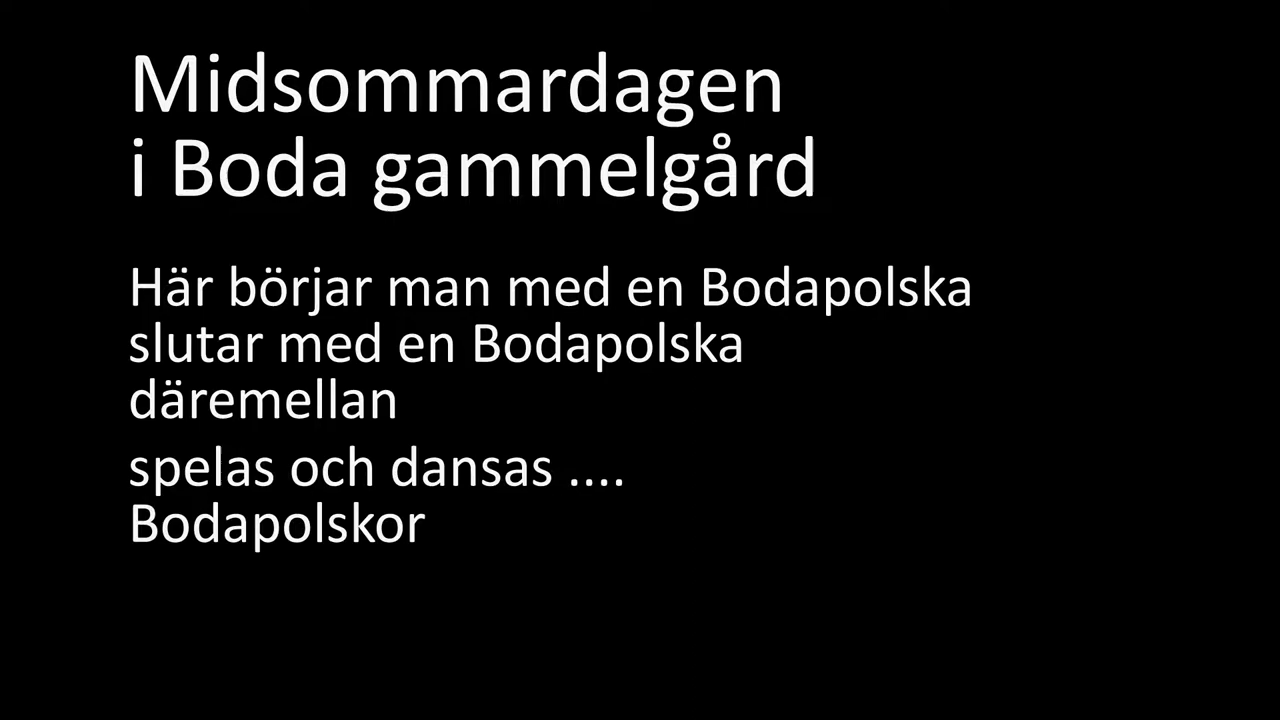 Midsommardagen
i Boda gammelgård
Här börjar man med en Bodapolska
slutar med en Bodapolska
däremellan
spelas och dansas ....
Bodapolskor